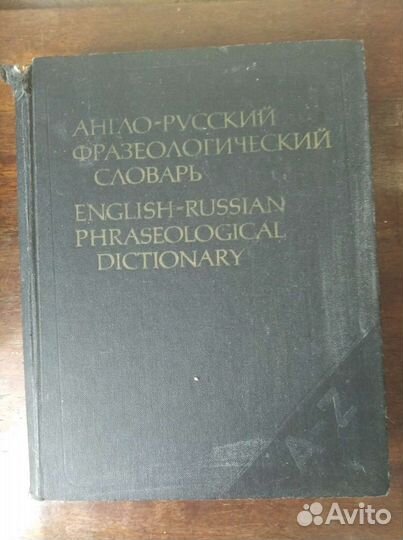 АНГЛО-РУССКИЙ
ФРАЗЕОЛОГИЧЕСКИЙ
СЛОВАРЬ
ENGLISH-RUSSIAN
PHRASEOLOGICAL
DICTIONARY
A-Z
Avito